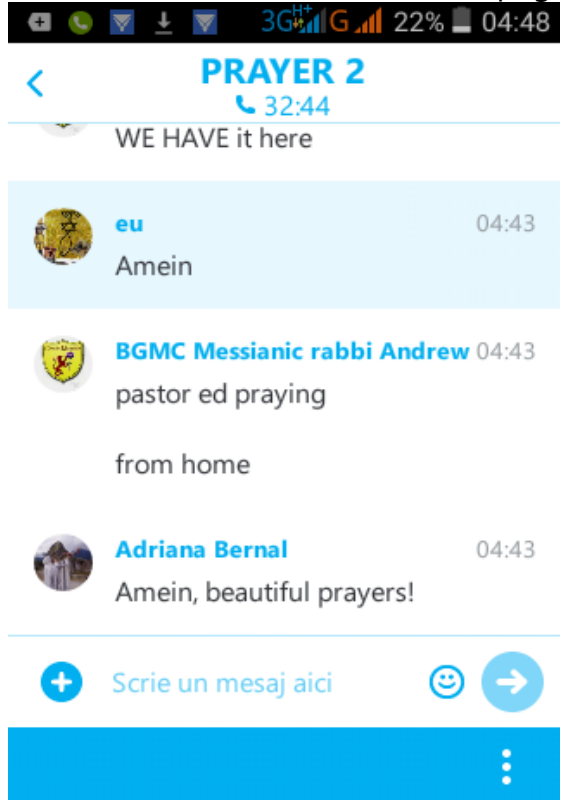 3G H+ G 22% 04:48
PRAYER 2
32:44
WE HAVE it here
eu 04:43
Amein
BGMC Messianic rabbi Andrew 04:43
pastor ed praying
from home
Adriana Bernal 04:43
Amein, beautiful prayers!
Scrie un mesaj aici